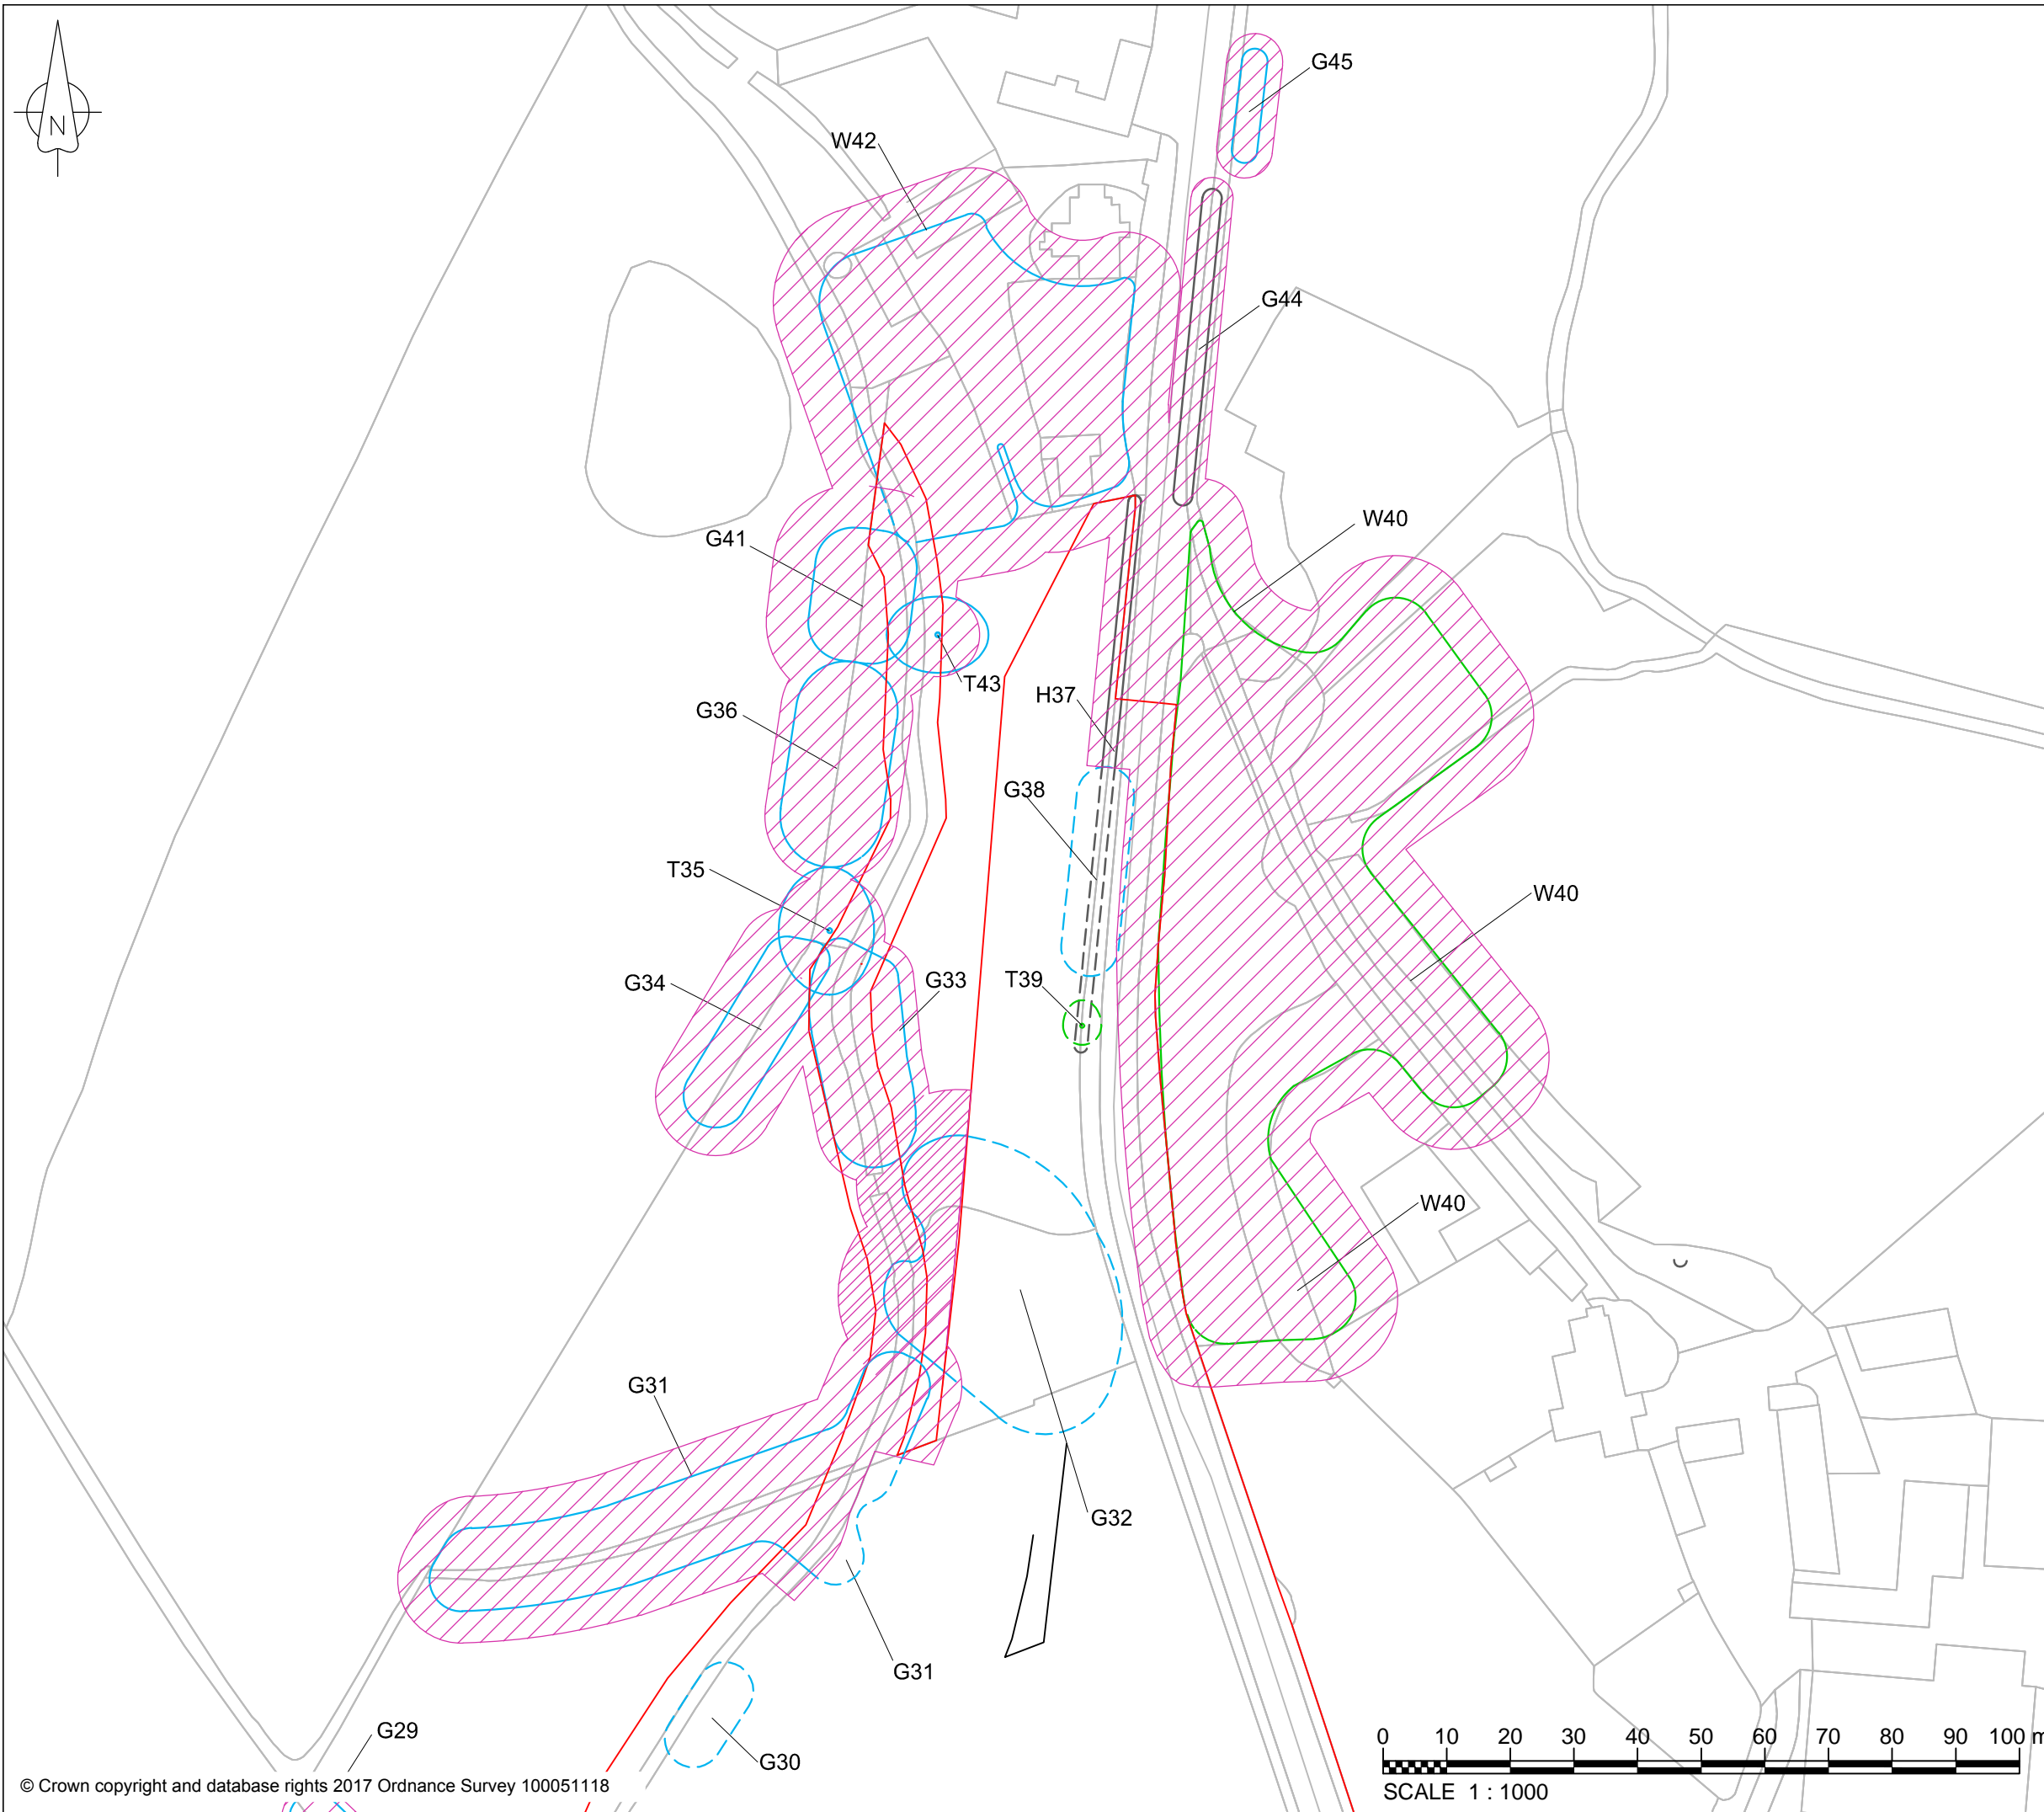 G45
W42
N
G44
W40
G41
T43
H37
G36
G38
T35
W40
G33
T39
G34
W40
G31
G32
G31
G29
G30
0 10 20 30 40 50 60 70 80 90 100 m
© Crown copyright and database rights 2017 Ordnance Survey 100051118
SCALE 1 : 1000